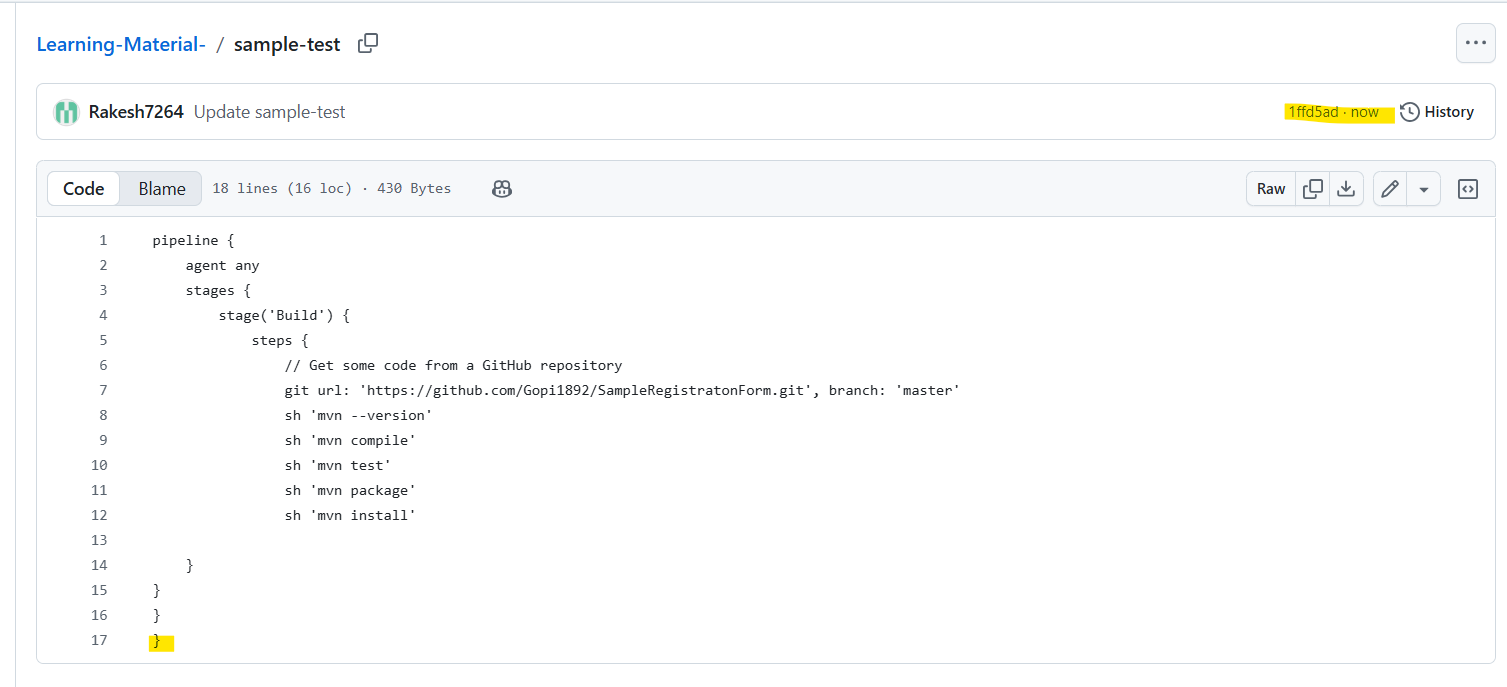 Learning-Material- / sample-test
Rakesh7264 Update sample-test 1ffd5ad · now History
Code Blame 18 lines (16 loc) · 430 Bytes Raw
1 pipeline {
2     agent any
3     stages {
4         stage('Build') {
5             steps {
6                 // Get some code from a GitHub repository
7                 git url: 'https://github.com/Gopi1892/SampleRegistratonForm.git', branch: 'master'
8                 sh 'mvn --version'
9                 sh 'mvn compile'
10                 sh 'mvn test'
11                 sh 'mvn package'
12                 sh 'mvn install'
13
14     }
15 }
16 }
17 }